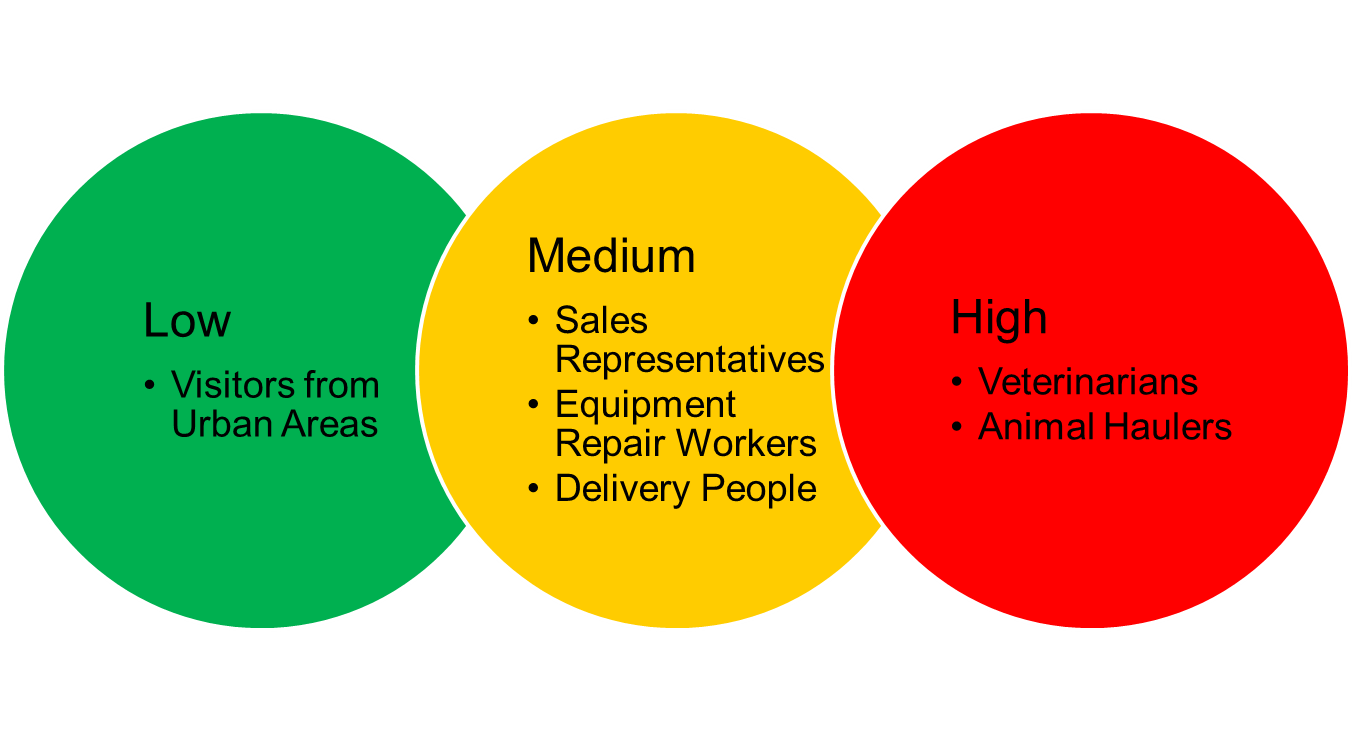 Low
• Visitors from
Urban Areas
Medium
• Sales
Representatives
• Equipment
Repair Workers
• Delivery People
High
• Veterinarians
• Animal Haulers